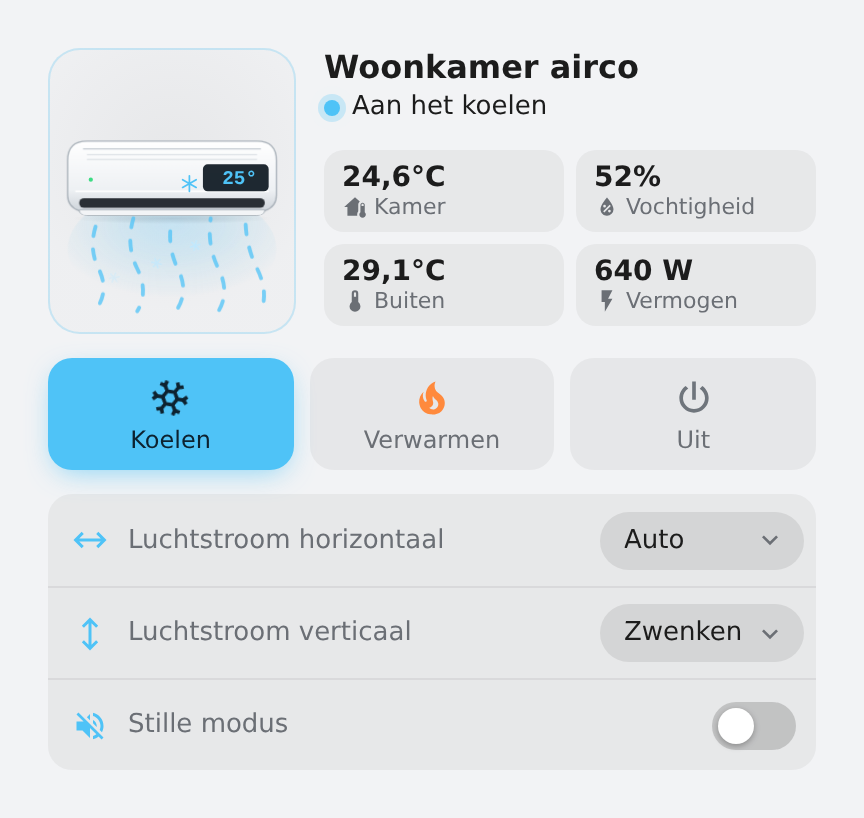 Woonkamer airco
Aan het koelen
25°
24,6°C
Kamer
52%
Vochtigheid
29,1°C
Buiten
640 W
Vermogen
Koelen
Verwarmen
Uit
Luchtstroom horizontaal
Auto
Luchtstroom verticaal
Zwenken
Stille modus